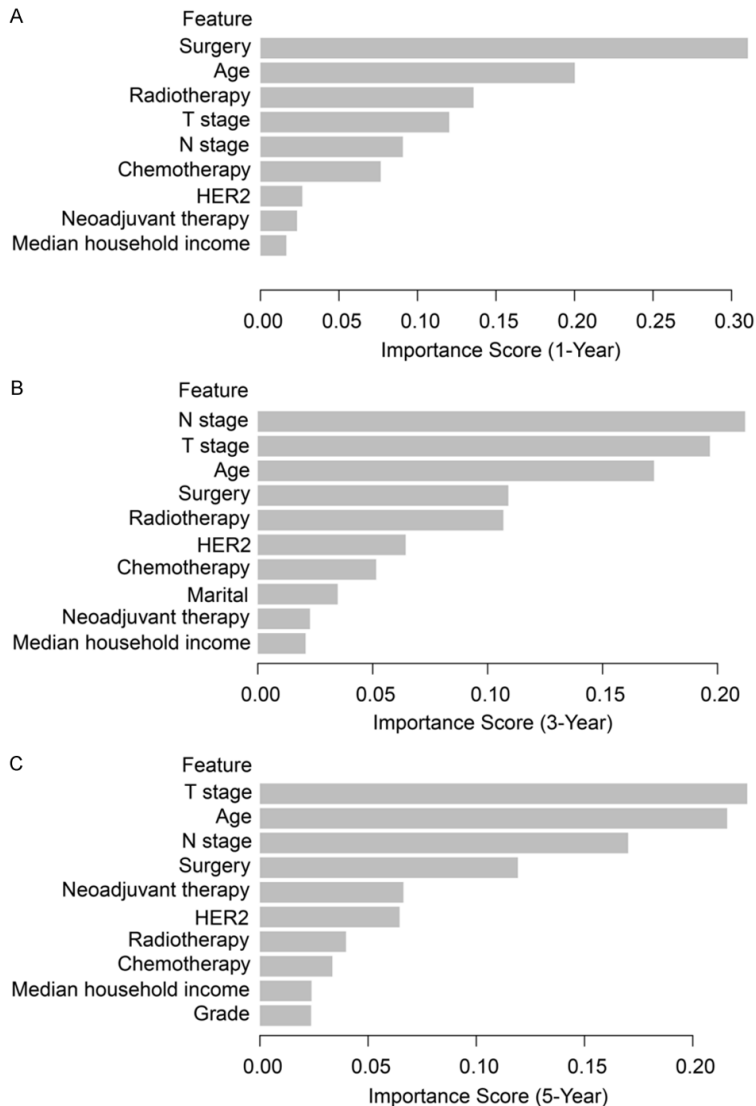 A
Feature
Surgery
Age
Radiotherapy
T stage
N stage
Chemotherapy
HER2
Neoadjuvant therapy
Median household income
0.00 0.05 0.10 0.15 0.20 0.25 0.30
Importance Score (1-Year)
B
Feature
N stage
T stage
Age
Surgery
Radiotherapy
HER2
Chemotherapy
Marital
Neoadjuvant therapy
Median household income
0.00 0.05 0.10 0.15 0.20
Importance Score (3-Year)
C
Feature
T stage
Age
N stage
Surgery
Neoadjuvant therapy
HER2
Radiotherapy
Chemotherapy
Median household income
Grade
0.00 0.05 0.10 0.15 0.20
Importance Score (5-Year)